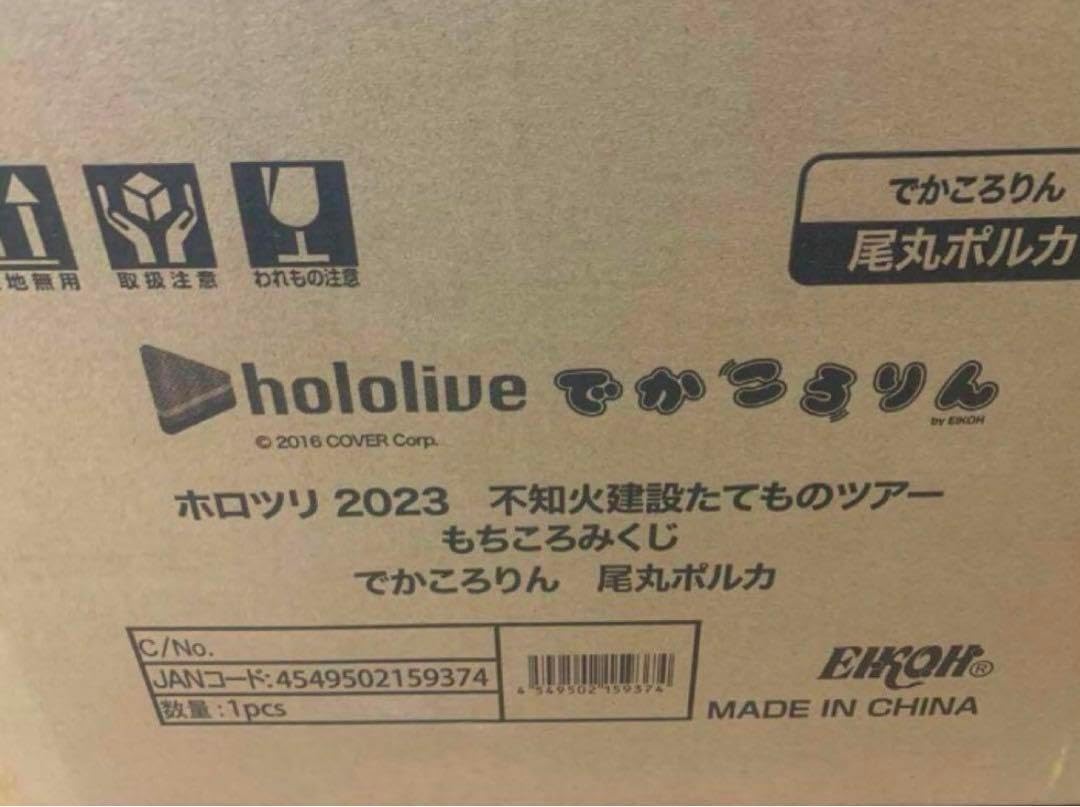 地無用
取扱注意
われもの注意
でかころりん
尾丸ポルカ
hololive でかころりん
by EIKOH
© 2016 COVER Corp.
ホロツリ 2023 不知火建設たてものツアー
もちころみくじ
でかころりん 尾丸ポルカ
C/No.
JANコード:4549502159374
数量:1pcs
4 549502 159374
EIKOH®
MADE IN CHINA